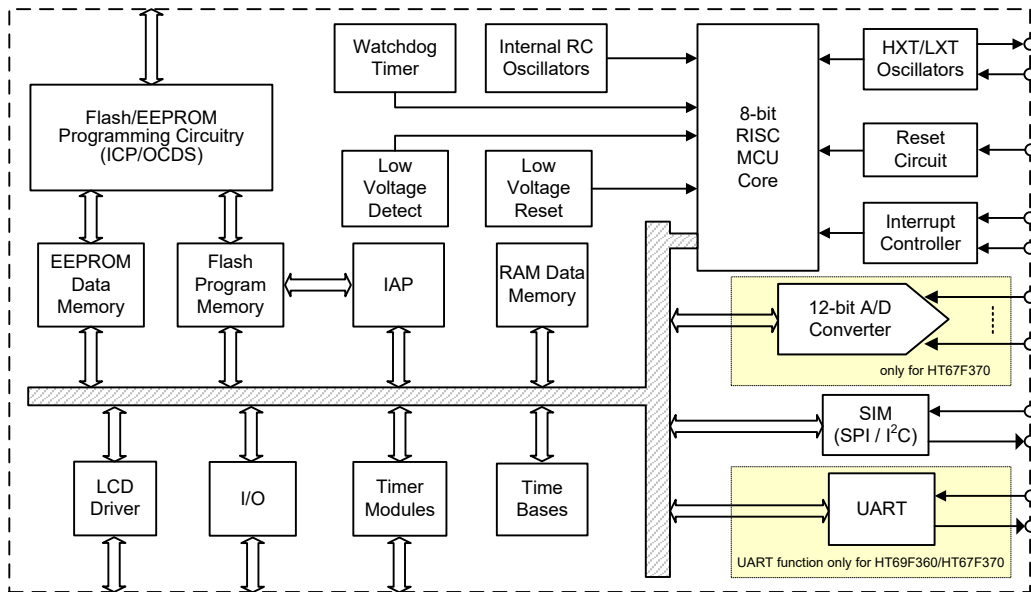 Watchdog
Timer
Internal RC
Oscillators
8-bit
RISC
MCU
Core
HXT/LXT
Oscillators
Flash/EEPROM
Programming Circuitry
(ICP/OCDS)
Low
Voltage
Detect
Low
Voltage
Reset
Reset
Circuit
Interrupt
Controller
EEPROM
Data
Memory
Flash
Program
Memory
IAP
RAM Data
Memory
12-bit A/D
Converter
only for HT67F370
SIM
(SPI / I²C)
LCD
Driver
I/O
Timer
Modules
Time
Bases
UART
UART function only for HT69F360/HT67F370